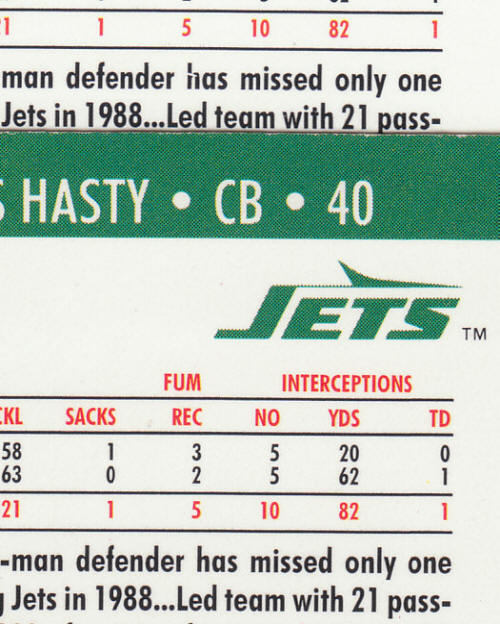 21 1 5 10 82 1
-man defender has missed only one
Jets in 1988...Led team with 21 pass-
S HASTY • CB • 40
JETS TM
FUM INTERCEPTIONS
CKL SACKS REC NO YDS TD
58 1 3 5 20 0
63 0 2 5 62 1
21 1 5 10 82 1
-man defender has missed only one
g Jets in 1988...Led team with 21 pass-